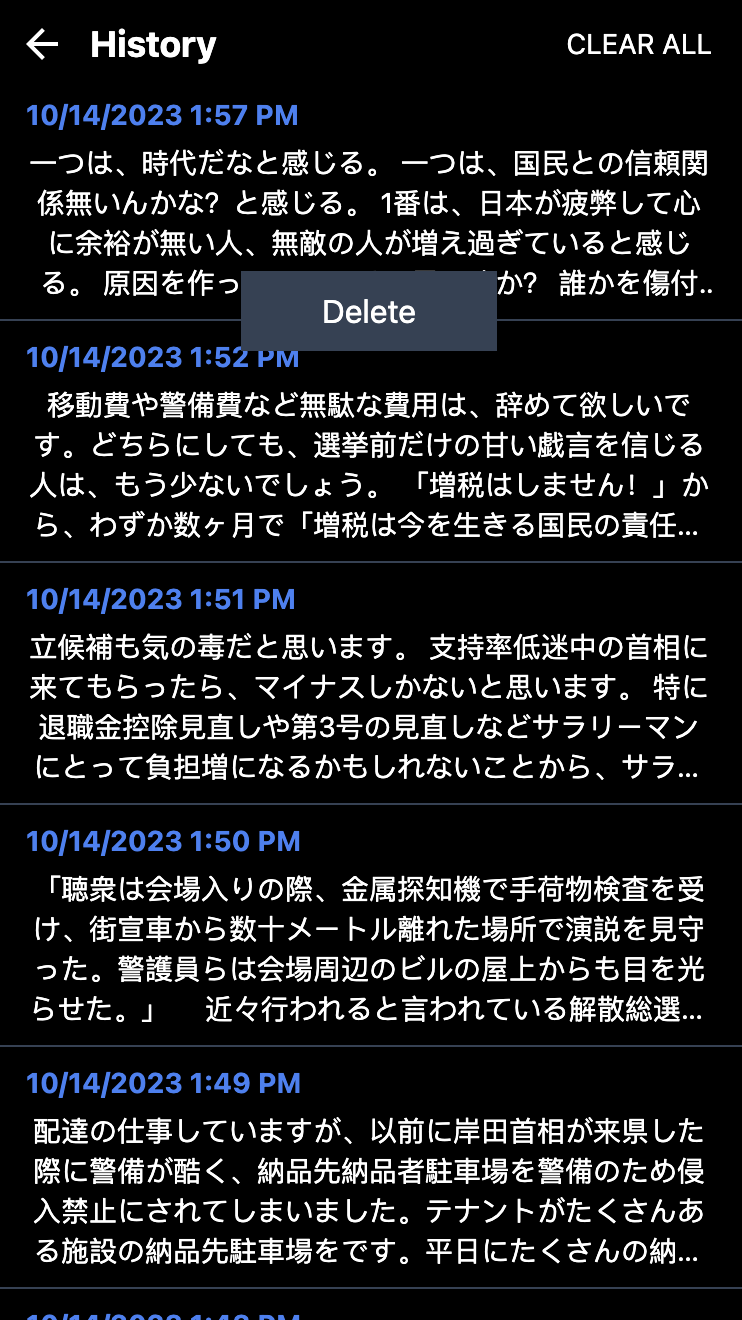 History
CLEAR ALL
10/14/2023 1:57 PM
一つは、時代だなと感じる。 一つは、国民との信頼関
係無いんかな？と感じる。 1番は、日本が疲弊して心
に余裕が無い人、無敵の人が増え過ぎていると感じ
る。 原因を作っ
か？ 誰かを傷付..
Delete
10/14/2023 1:52 PM
移動費や警備費など無駄な費用は、辞めて欲しいで
す。どちらにしても、選挙前だけの甘い戯言を信じる
人は、もう少ないでしょう。 「増税はしません！」か
ら、わずか数ヶ月で「増税は今を生きる国民の責任...
10/14/2023 1:51 PM
立候補も気の毒だと思います。 支持率低迷中の首相に
来てもらったら、マイナスしかないと思います。 特に
退職金控除見直しや第3号の見直しなどサラリーマン
にとって負担増になるかもしれないことから、サラ...
10/14/2023 1:50 PM
「聴衆は会場入りの際、金属探知機で手荷物検査を受
け、街宣車から数十メートル離れた場所で演説を見守
った。警護員らは会場周辺のビルの屋上からも目を光
らせた。」 近々行われると言われている解散総選...
10/14/2023 1:49 PM
配達の仕事していますが、以前に岸田首相が来県した
際に警備が酷く、納品先納品者駐車場を警備のため侵
入禁止にされてしまいました。テナントがたくさんあ
る施設の納品先駐車場をです。平日にたくさんの納...